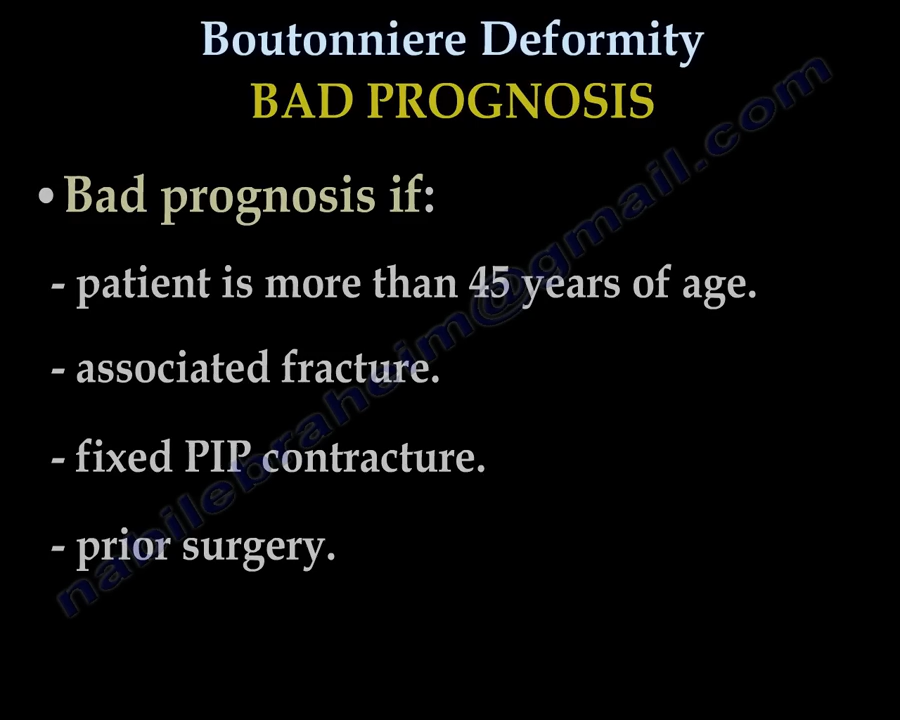 Boutonniere Deformity
BAD PROGNOSIS
•Bad prognosis if:
- patient is more than 45 years of age.
- associated fracture.
- fixed PIP contracture.
- prior surgery.
nabilebraheim@gmail.com